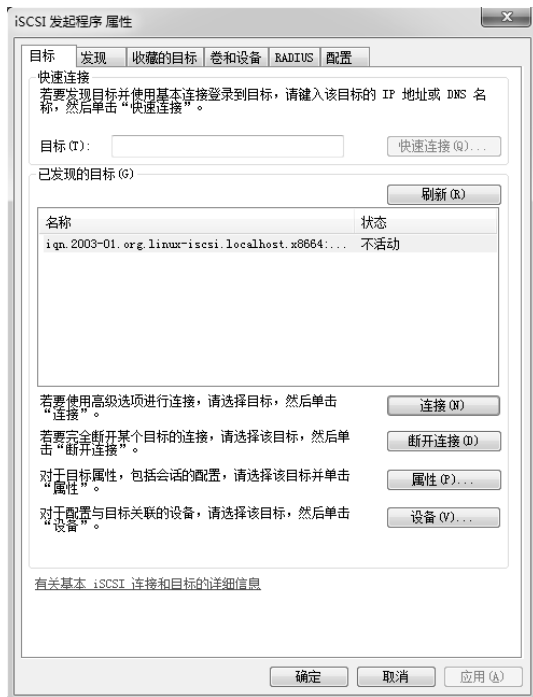 iSCSI 发起程序 属性
目标 发现 收藏的目标 卷和设备 RADIUS 配置
快速连接
若要发现目标并使用基本连接登录到目标，请键入该目标的 IP 地址或 DNS 名
称，然后单击“快速连接”。
目标(T):
快速连接(Q)...
已发现的目标(G)
刷新(R)
名称 状态
iqn.2003-01.org.linux-iscsi.localhost.x8664:... 不活动
若要使用高级选项进行连接，请选择目标，然后单击
“连接”。
连接(N)
若要完全断开某个目标的连接，请选择该目标，然后单
击“断开连接”。
断开连接(D)
对于目标属性，包括会话的配置，请选择该目标并单击
“属性”。
属性(P)...
对于配置与目标关联的设备，请选择该目标，然后单击
“设备”。
设备(V)...
有关基本 iSCSI 连接和目标的详细信息
确定 取消 应用(A)